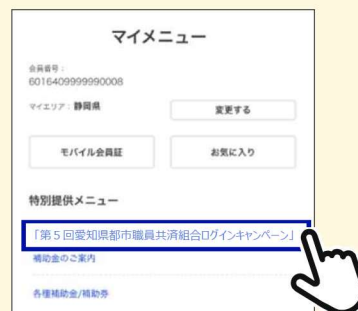 マイメニュー
会員番号：
6016409999990008
マイエリア：静岡県
変更する
モバイル会員証
お気に入り
特別提供メニュー
「第５回愛知県都市職員共済組合ログインキャンペーン」
補助金のご案内
各種補助金/補助券